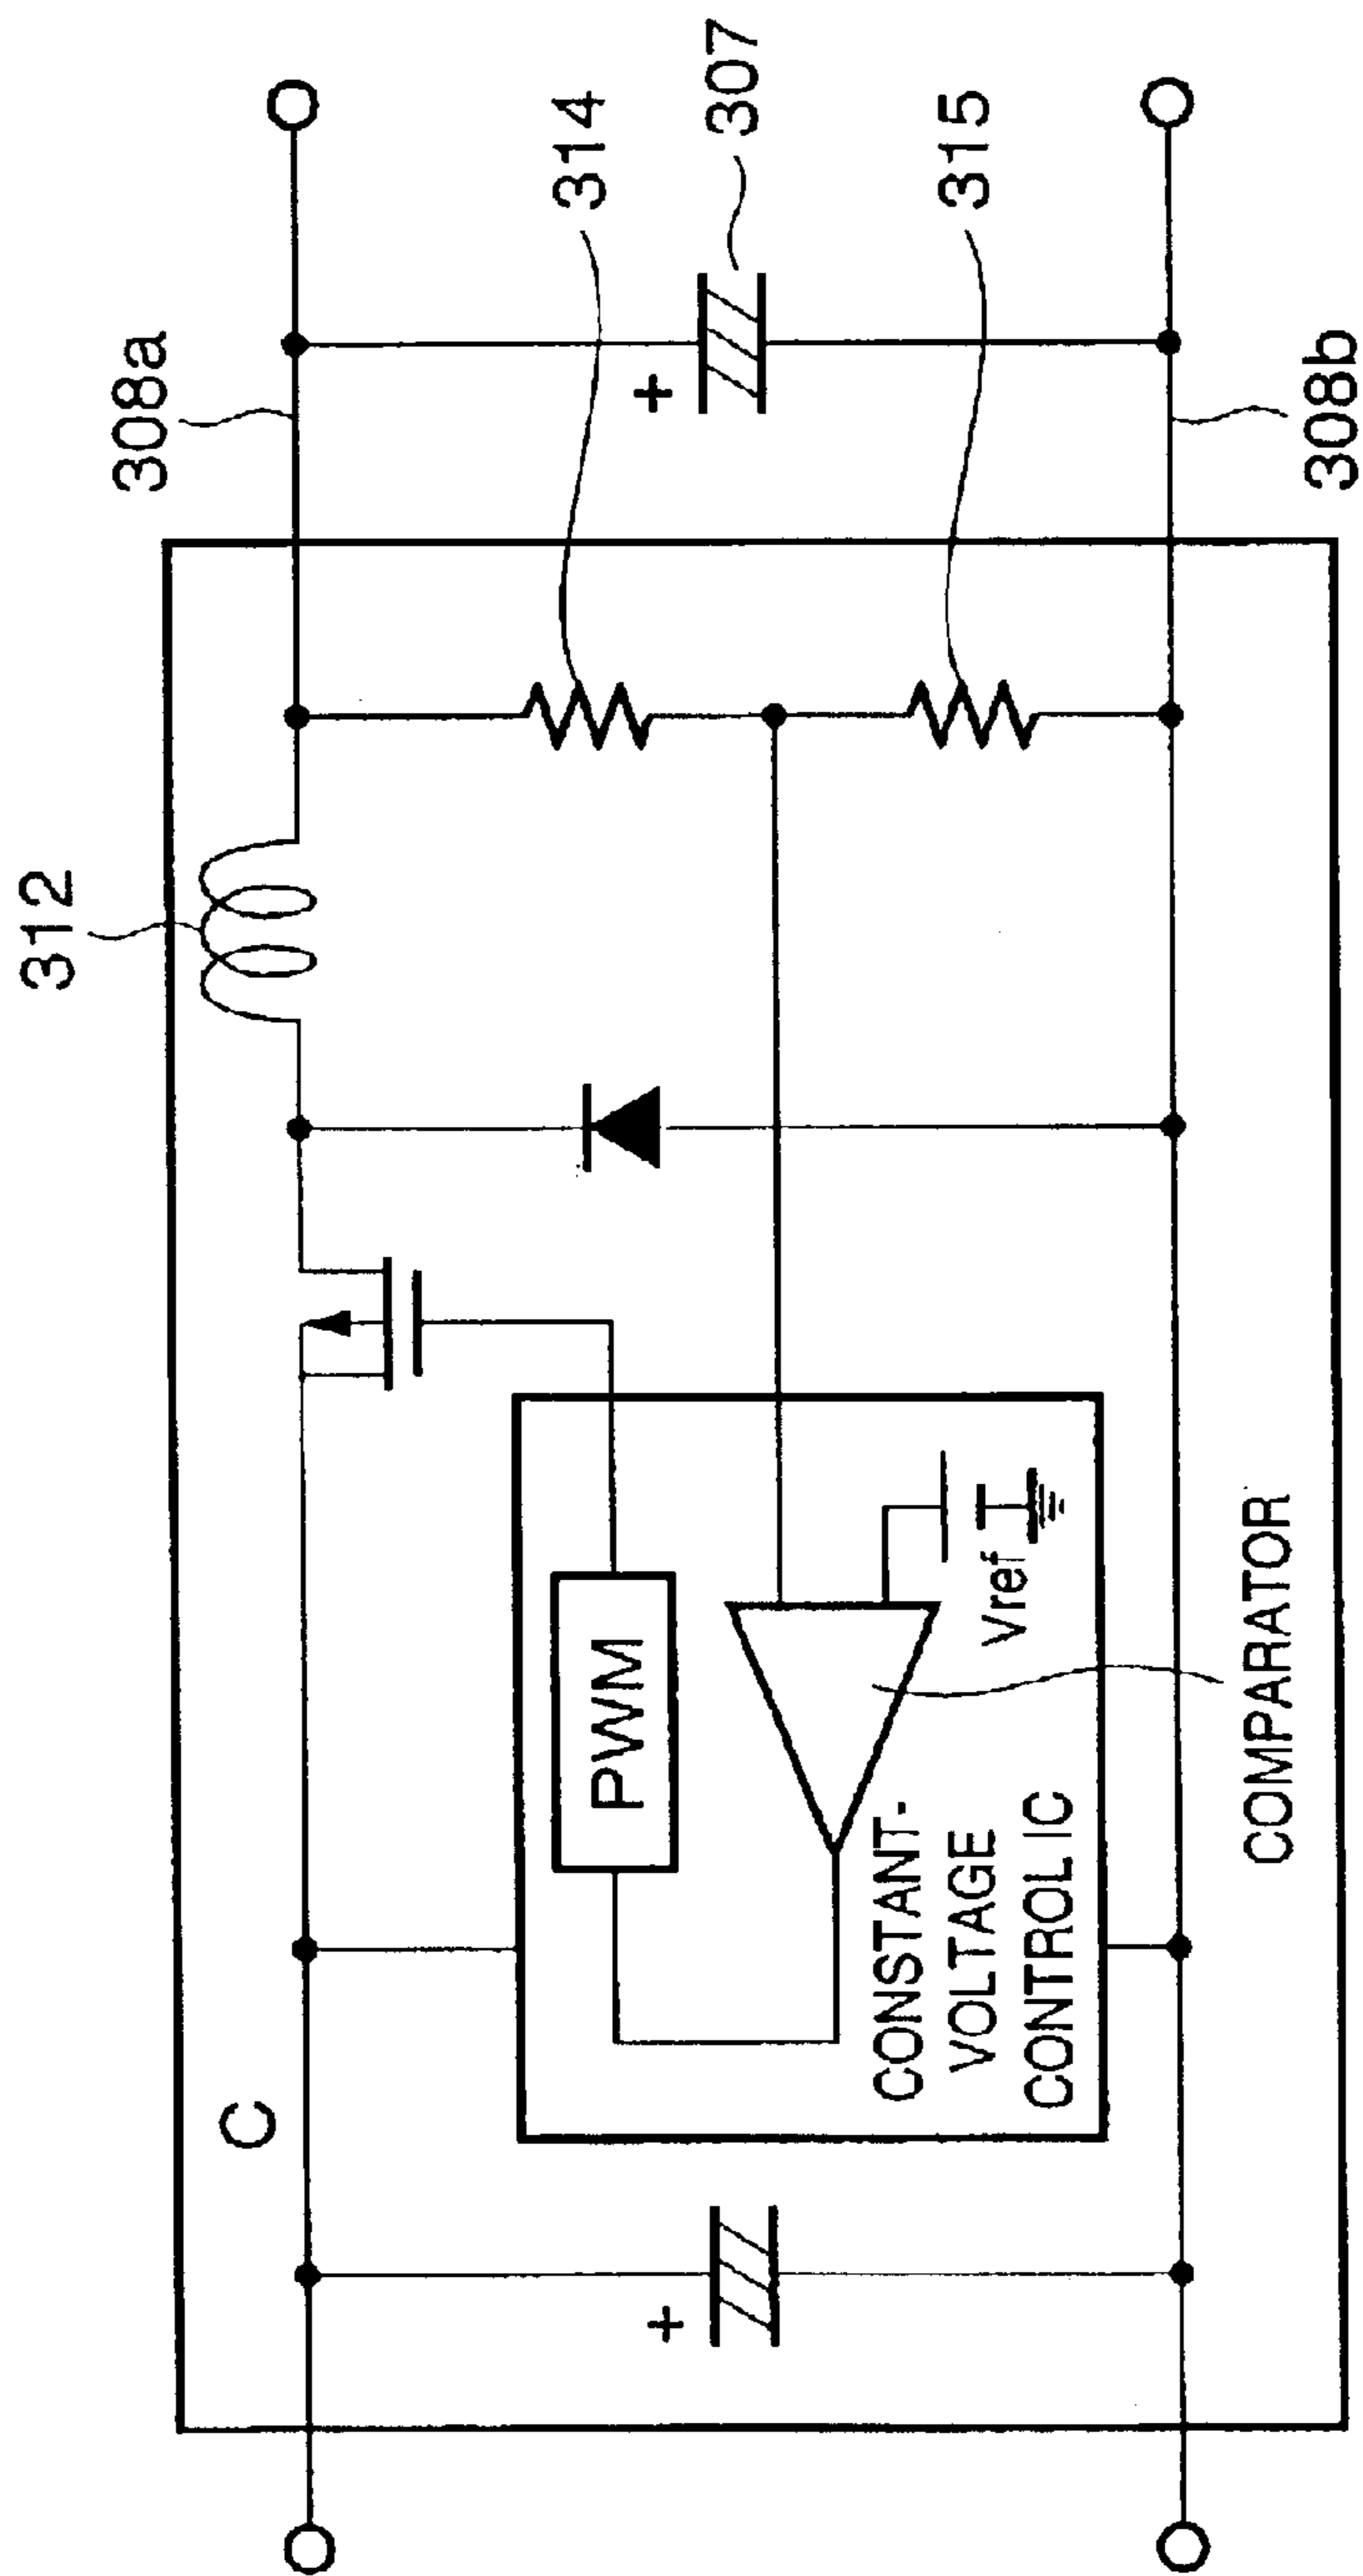 312
308a
314
307
315
308b
+
C
PWM
Vref
CONSTANT-
VOLTAGE
CONTROL IC
+
COMPARATOR